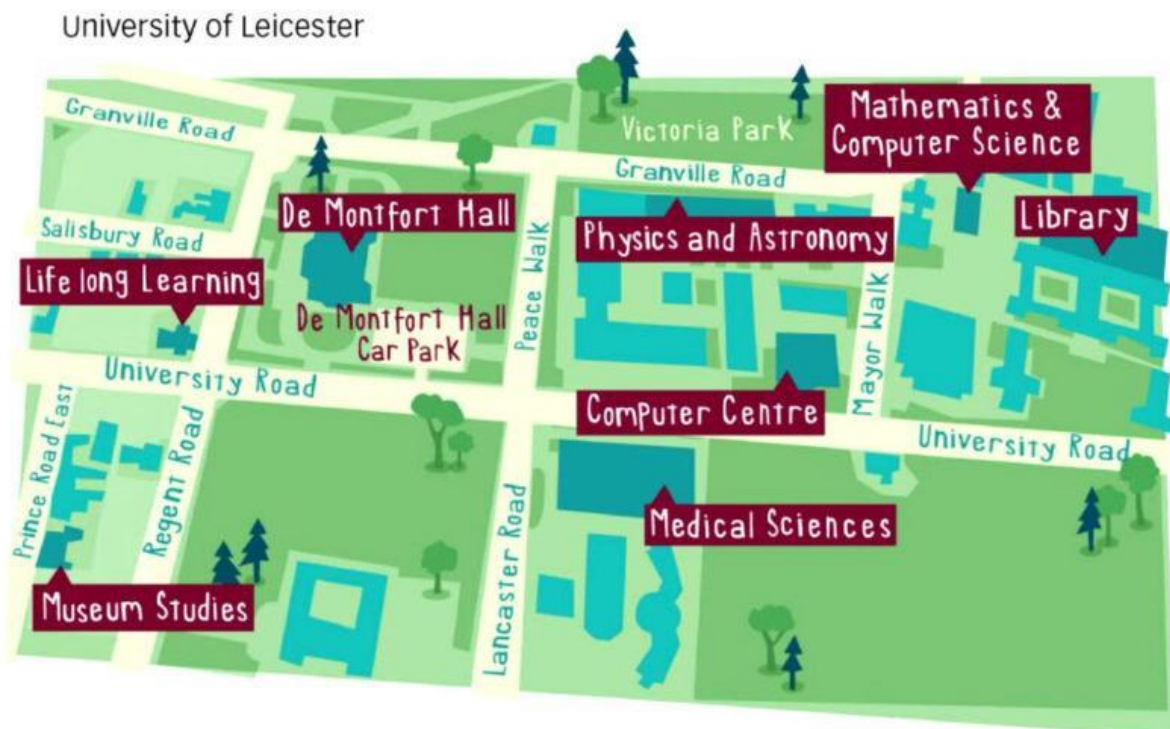 University of Leicester
Granville Road
Victoria Park
Mathematics &
Computer Science
Granville Road
De Montfort Hall
Library
Salisbury Road
Physics and Astronomy
Life long Learning
Peace Walk
De Montfort Hall
Car Park
Mayor Walk
University Road
Computer Centre
University Road
Prince Road East
Regent Road
Medical Sciences
Lancaster Road
Museum Studies